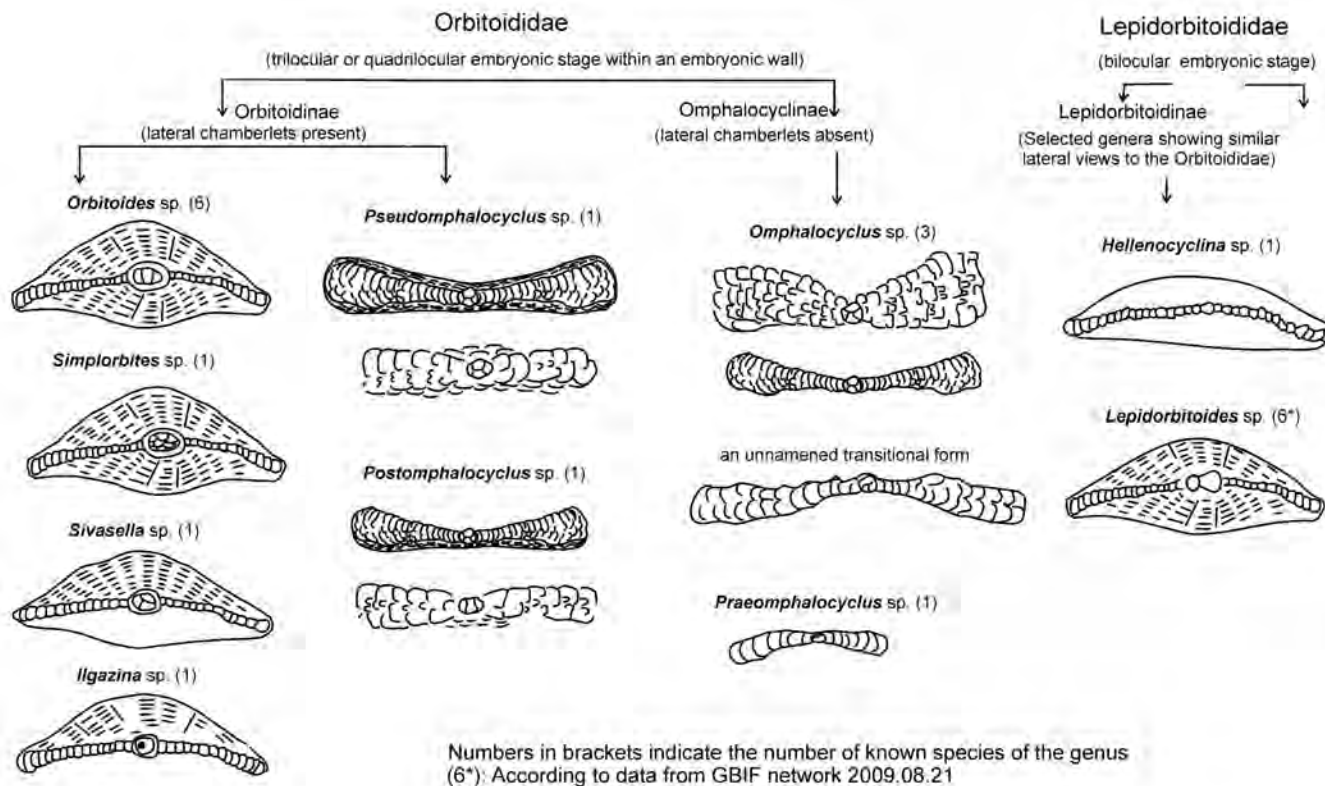 Orbitoididae
(trilocular or quadrilocular embryonic stage within an embryonic wall)
Orbitoidinae
(lateral chamberlets present)
Orbitoides sp. (6)
Simplorbites sp. (1)
Sivasella sp. (1)
Ilgazina sp. (1)
Pseudomphalocyclus sp. (1)
Postomphalocyclus sp. (1)
Omphalocyclinae
(lateral chamberlets absent)
Omphalocyclus sp. (3)
an unnamened transitional form
Praeomphalocyclus sp. (1)
Lepidorbitoididae
(bilocular embryonic stage)
Lepidorbitoidinae
(Selected genera showing similar
lateral views to the Orbitoididae)
Hellenocyclina sp. (1)
Lepidorbitoides sp. (6*)
Numbers in brackets indicate the number of known species of the genus
(6*): According to data from GBIF network 2009.08.21